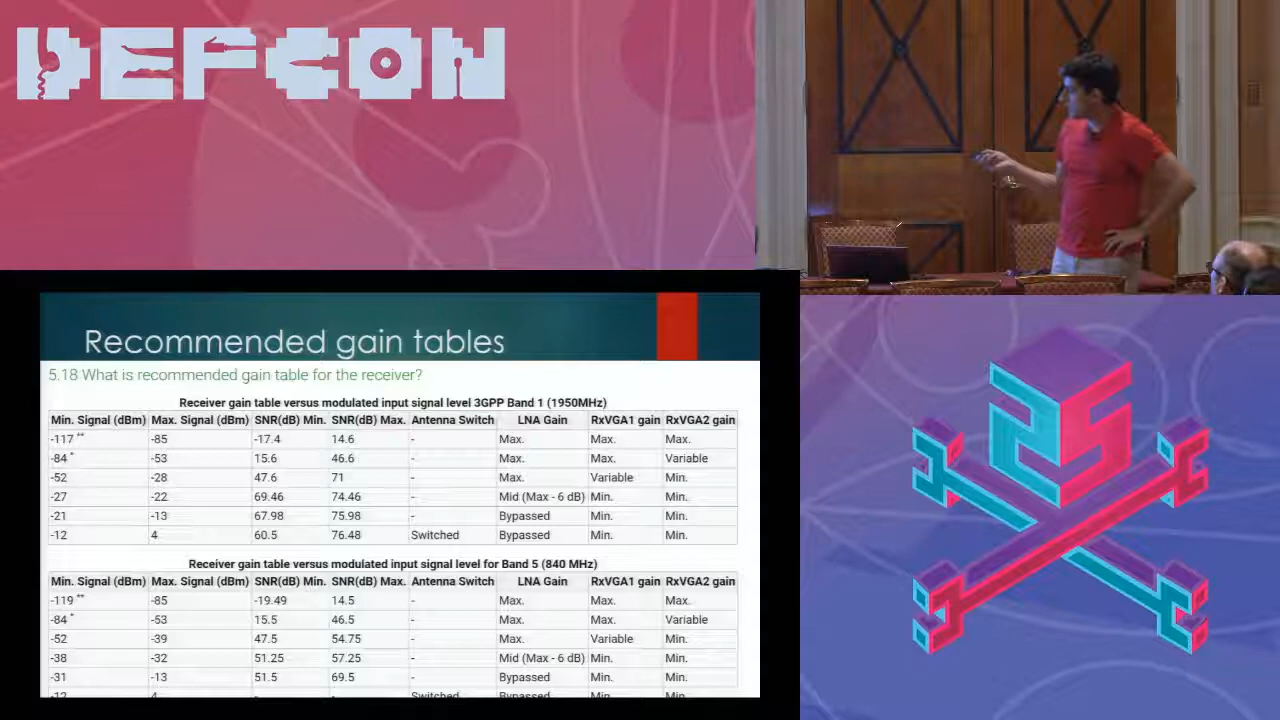 DEFCON
Recommended gain tables
5.18 What is recommended gain table for the receiver?
Receiver gain table versus modulated input signal level 3GPP Band 1 (1950MHz)
Min. Signal (dBm) Max. Signal (dBm) SNR(dB) Min. SNR(dB) Max. Antenna Switch LNA Gain RxVGA1 gain RxVGA2 gain
-117 ** -85 -17.4 14.6 - Max. Max. Max.
-84 * -53 15.6 46.6 - Max. Max. Variable
-52 -28 47.6 71 - Max. Variable Min.
-27 -22 69.46 74.46 - Mid (Max - 6 dB) Min. Min.
-21 -13 67.98 75.98 - Bypassed Min. Min.
-12 4 60.5 76.48 Switched Bypassed Min. Min.
Receiver gain table versus modulated input signal level for Band 5 (840 MHz)
Min. Signal (dBm) Max. Signal (dBm) SNR(dB) Min. SNR(dB) Max. Antenna Switch LNA Gain RxVGA1 gain RxVGA2 gain
-119 ** -85 -19.49 14.5 - Max. Max. Max.
-84 * -53 15.5 46.5 - Max. Max. Variable
-52 -39 47.5 54.75 - Max. Variable Min.
-38 -32 51.25 57.25 - Mid (Max - 6 dB) Min. Min.
-31 -13 51.5 69.5 - Bypassed Min. Min.
-12 4 - - Switched Bypassed Min. Min.
25